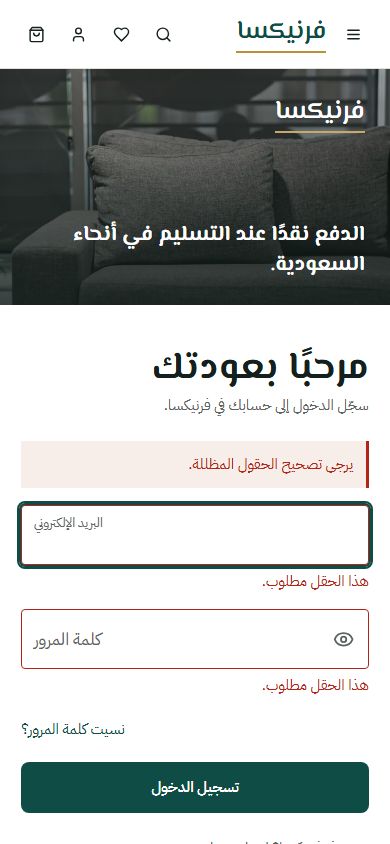 فرنيكسا
فرنيكسا
الدفع نقدًا عند التسليم في أنحاء
السعودية.
مرحبًا بعودتك
سجّل الدخول إلى حسابك في فرنيكسا.
يرجى تصحيح الحقول المظللة.
البريد الإلكتروني
هذا الحقل مطلوب.
كلمة المرور
هذا الحقل مطلوب.
نسيت كلمة المرور؟
تسجيل الدخول